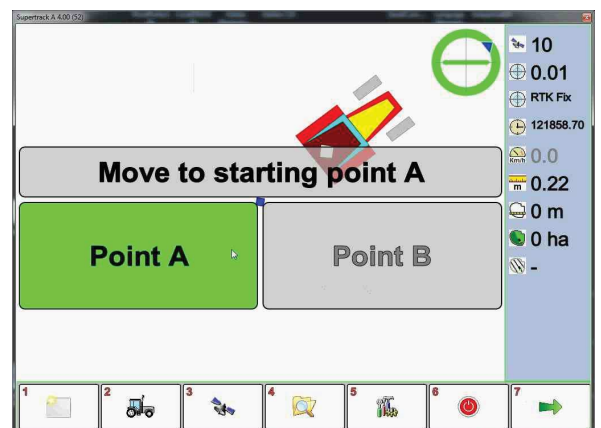 Supertrack A 4.00 (52)
10
0.01
RTK Fix
121858.70
Km/h 0.0
m 0.22
0 m
0 ha
-
Move to starting point A
Point A
Point B
1
2
3
4
5
6
7